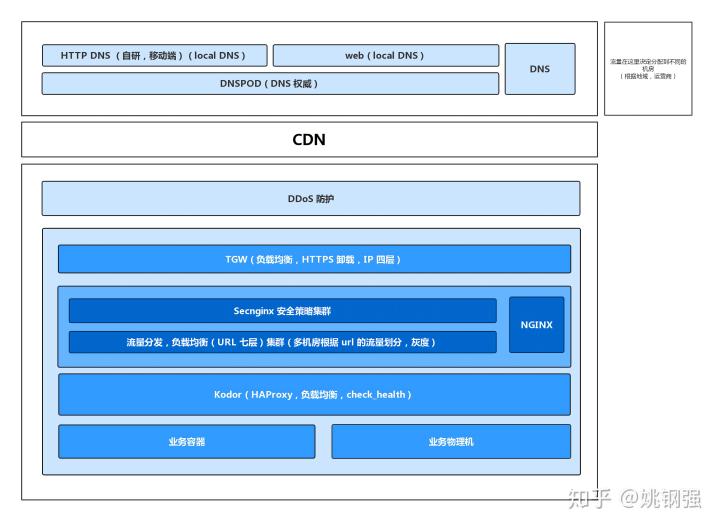 HTTP DNS（自研，移动端）(local DNS）
web（local DNS）
DNS
DNSPOD（DNS 权威）
流量在这里决定分配到不同的
机房
（根据地域，运营商）
CDN
DDoS 防护
TGW（负载均衡，HTTPS 卸载，IP 四层）
Secnginx 安全策略集群
NGINX
流量分发，负载均衡（URL 七层）集群（多机房根据 url 的流量划分，灰度）
Kodor（HAProxy，负载均衡，check_health）
业务容器
业务物理机
知乎 @姚钢强